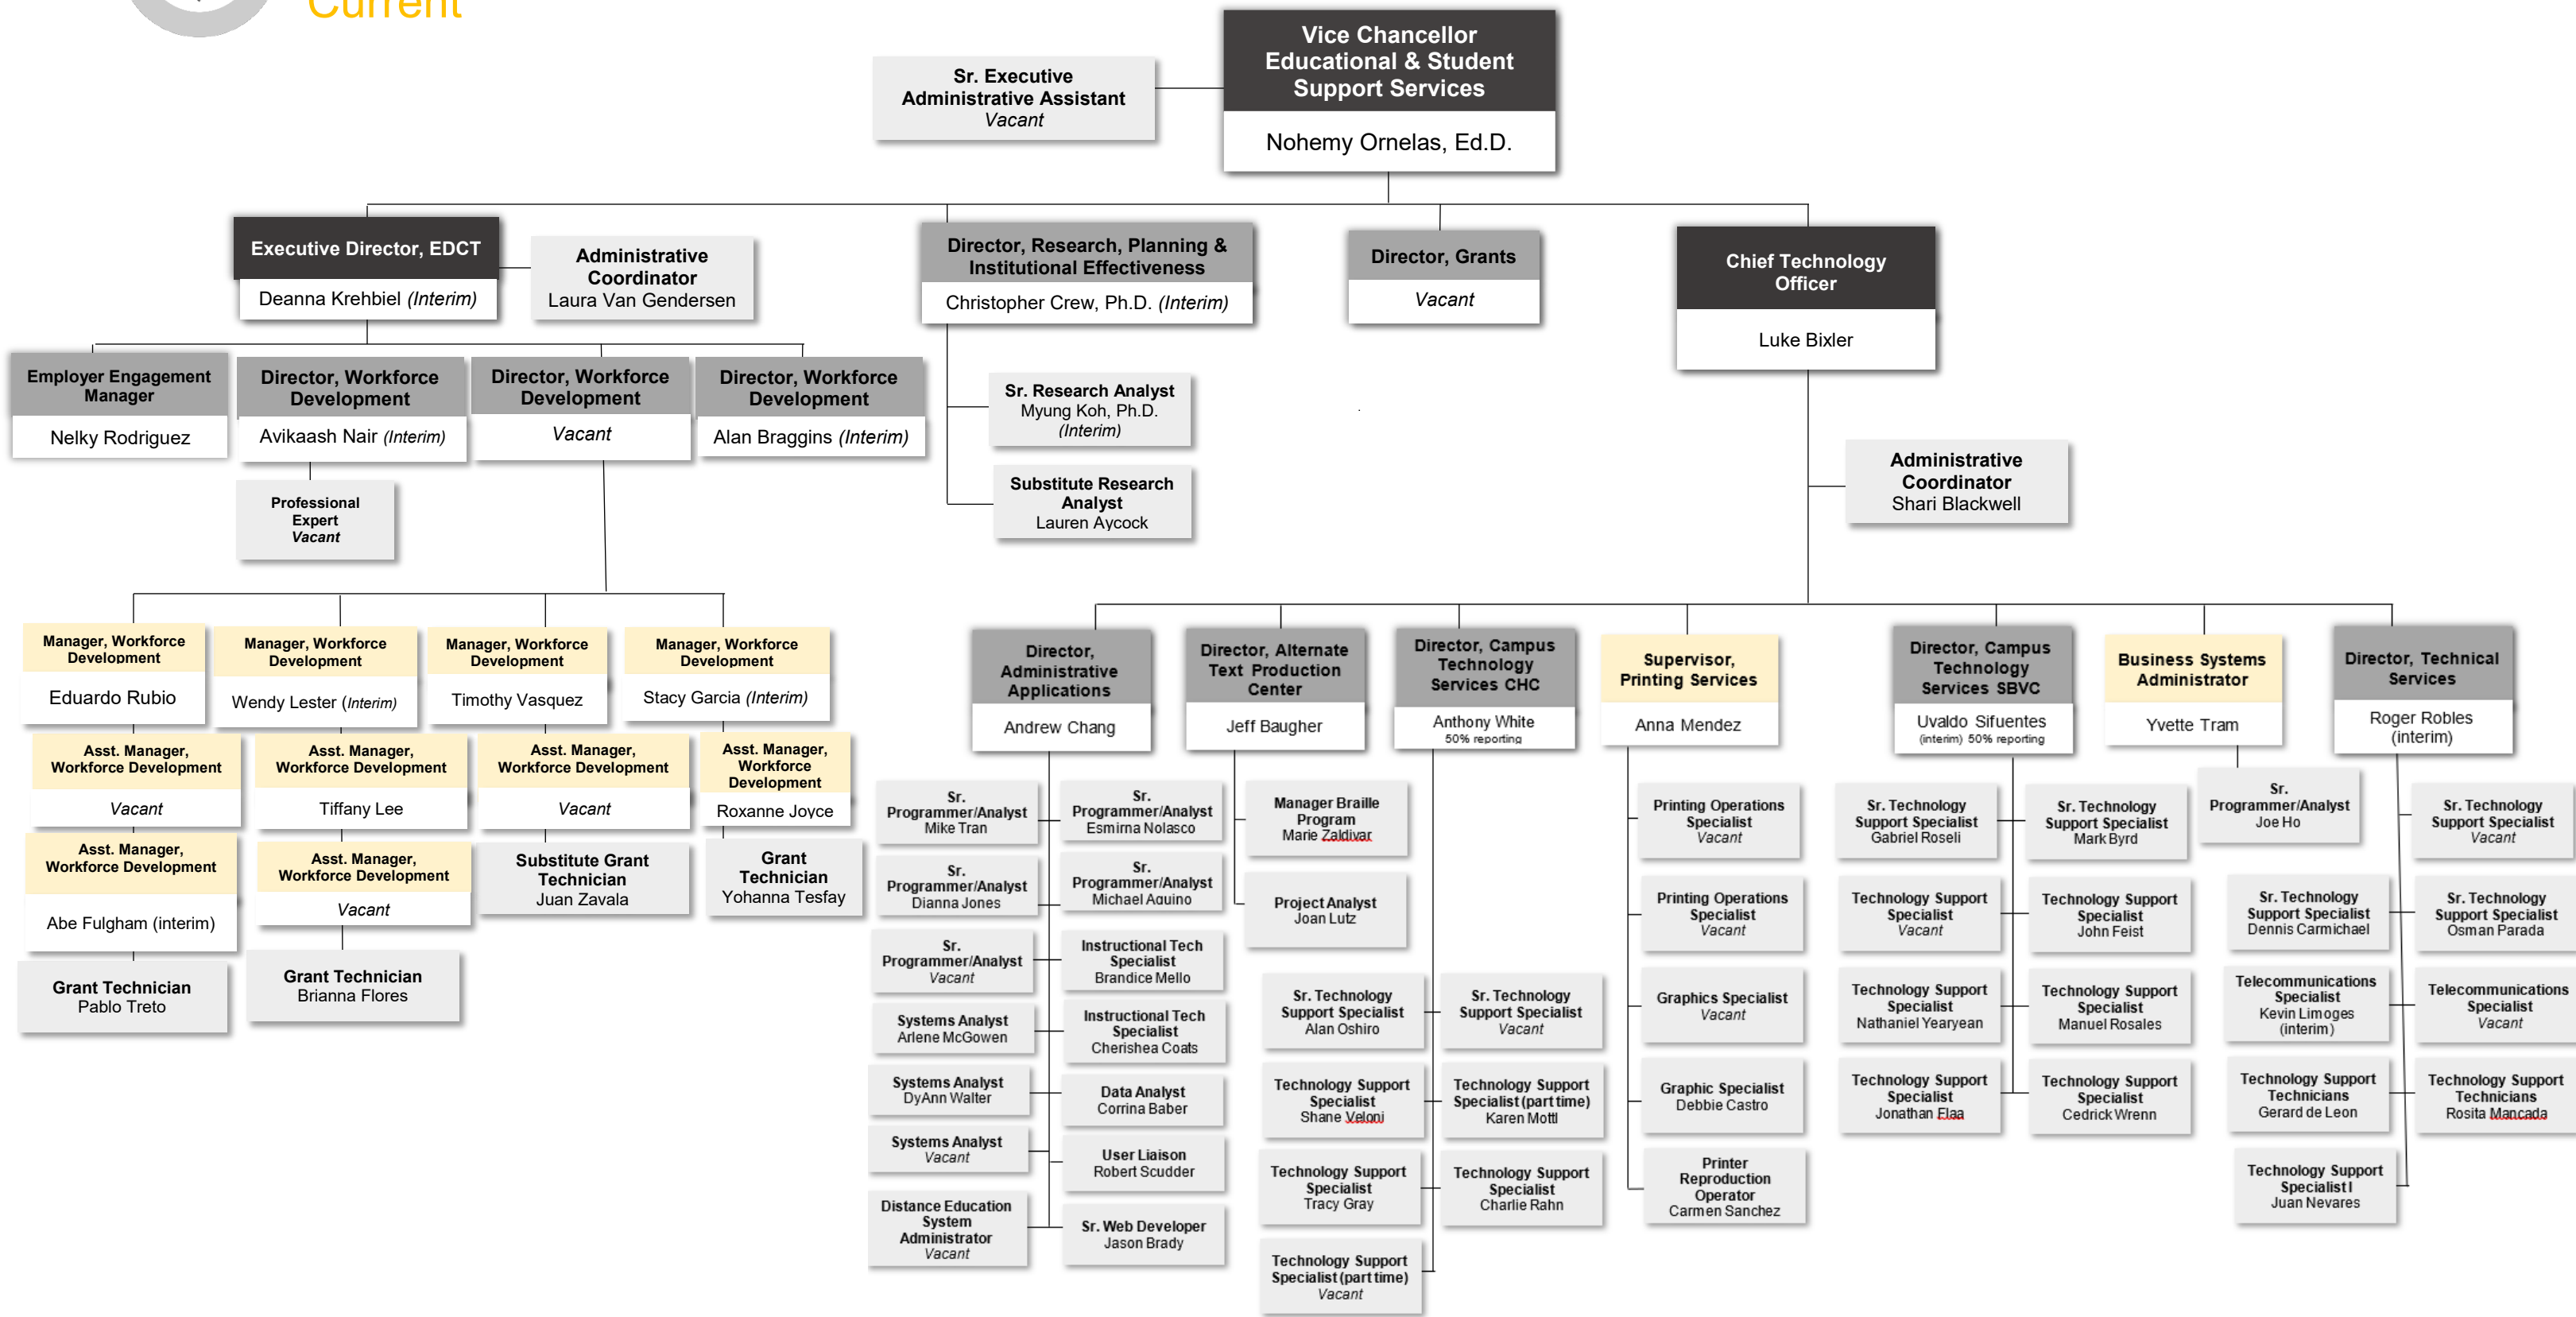 Current
Vice Chancellor
Educational & Student
Support Services
Nohemy Ornelas, Ed.D.
Sr. Executive
Administrative Assistant
Vacant
Executive Director, EDCT
Deanna Krehbiel (Interim)
Administrative
Coordinator
Laura Van Gendersen
Director, Research, Planning &
Institutional Effectiveness
Christopher Crew, Ph.D. (Interim)
Director, Grants
Vacant
Chief Technology
Officer
Luke Bixler
Employer Engagement
Manager
Nelky Rodriguez
Director, Workforce
Development
Avikaash Nair (Interim)
Director, Workforce
Development
Vacant
Director, Workforce
Development
Alan Braggins (Interim)
Professional
Expert
Vacant
Sr. Research Analyst
Myung Koh, Ph.D.
(Interim)
Substitute Research
Analyst
Lauren Aycock
Administrative
Coordinator
Shari Blackwell
Manager, Workforce
Development
Eduardo Rubio
Manager, Workforce
Development
Wendy Lester (Interim)
Manager, Workforce
Development
Timothy Vasquez
Manager, Workforce
Development
Stacy Garcia (Interim)
Asst. Manager,
Workforce Development
Vacant
Asst. Manager,
Workforce Development
Tiffany Lee
Asst. Manager,
Workforce Development
Vacant
Asst. Manager,
Workforce
Development
Roxanne Joyce
Asst. Manager,
Workforce Development
Abe Fulgham (interim)
Asst. Manager,
Workforce Development
Vacant
Substitute Grant
Technician
Juan Zavala
Grant
Technician
Yohanna Tesfay
Grant Technician
Pablo Treto
Grant Technician
Brianna Flores
Director,
Administrative
Applications
Andrew Chang
Director, Alternate
Text Production
Center
Jeff Baugher
Director, Campus
Technology
Services CHC
Anthony White
50% reporting
Supervisor,
Printing Services
Anna Mendez
Director, Campus
Technology
Services SBVC
Uvaldo Sifuentes
(interim) 50% reporting
Business Systems
Administrator
Yvette Tram
Director, Technical
Services
Roger Robles
(interim)
Sr.
Programmer/Analyst
Mike Tran
Sr.
Programmer/Analyst
Esmirna Nolasco
Sr.
Programmer/Analyst
Dianna Jones
Sr.
Programmer/Analyst
Michael Aquino
Sr.
Programmer/Analyst
Vacant
Instructional Tech
Specialist
Brandice Mello
Systems Analyst
Arlene McGowen
Instructional Tech
Specialist
Cherishea Coats
Systems Analyst
DyAnn Walter
Data Analyst
Corrina Baber
Systems Analyst
Vacant
User Liaison
Robert Scudder
Distance Education
System
Administrator
Vacant
Sr. Web Developer
Jason Brady
Manager Braille
Program
Marie Zaldivar
Project Analyst
Joan Lutz
Sr. Technology
Support Specialist
Alan Oshiro
Sr. Technology
Support Specialist
Vacant
Technology Support
Specialist
Shane Veloni
Technology Support
Specialist (part time)
Karen Mottl
Technology Support
Specialist
Tracy Gray
Technology Support
Specialist
Charlie Rahn
Technology Support
Specialist (part time)
Vacant
Printing Operations
Specialist
Vacant
Printing Operations
Specialist
Vacant
Graphics Specialist
Vacant
Graphic Specialist
Debbie Castro
Printer
Reproduction
Operator
Carmen Sanchez
Sr. Technology
Support Specialist
Gabriel Roseli
Sr. Technology
Support Specialist
Mark Byrd
Technology Support
Specialist
Vacant
Technology Support
Specialist
John Feist
Technology Support
Specialist
Nathaniel Yearyean
Technology Support
Specialist
Manuel Rosales
Technology Support
Specialist
Jonathan Flaa
Technology Support
Specialist
Cedrick Wrenn
Sr.
Programmer/Analyst
Joe Ho
Sr. Technology
Support Specialist
Vacant
Sr. Technology
Support Specialist
Dennis Carmichael
Sr. Technology
Support Specialist
Osman Parada
Telecommunications
Specialist
Kevin Limoges
(interim)
Telecommunications
Specialist
Vacant
Technology Support
Technicians
Gerard de Leon
Technology Support
Technicians
Rosita Mancada
Technology Support
Specialist I
Juan Nevares